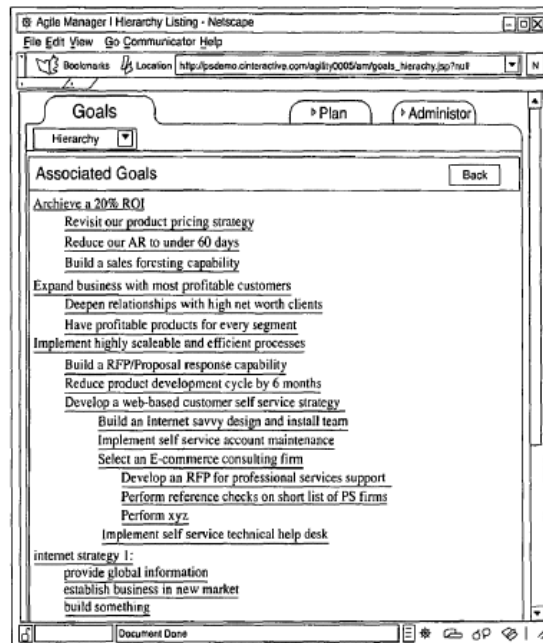 Agile Manager | Hierarchy Listing - Netscape
File Edit View Go Communicator Help
Bookmarks Location http://psdemo.cinteractive.com/agility0005/am/goals_hierachy.jsp?null N
Goals Plan Administor
Hierarchy
Associated Goals Back
Archieve a 20% ROI
Revisit our product pricing strategy
Reduce our AR to under 60 days
Build a sales foresting capability
Expand business with most profitable customers
Deepen relationships with high net worth clients
Have profitable products for every segment
Implement highly scaleable and efficient processes
Build a RFP/Proposal response capability
Reduce product development cycle by 6 months
Develop a web-based customer self service strategy
Build an Internet savvy design and install team
Implement self service account maintenance
Select an E-commerce consulting firm
Develop an RFP for professional services support
Perform reference checks on short list of PS firms
Perform xyz
Implement self service technical help desk
internet strategy 1:
provide global information
establish business in new market
build something
Document Done